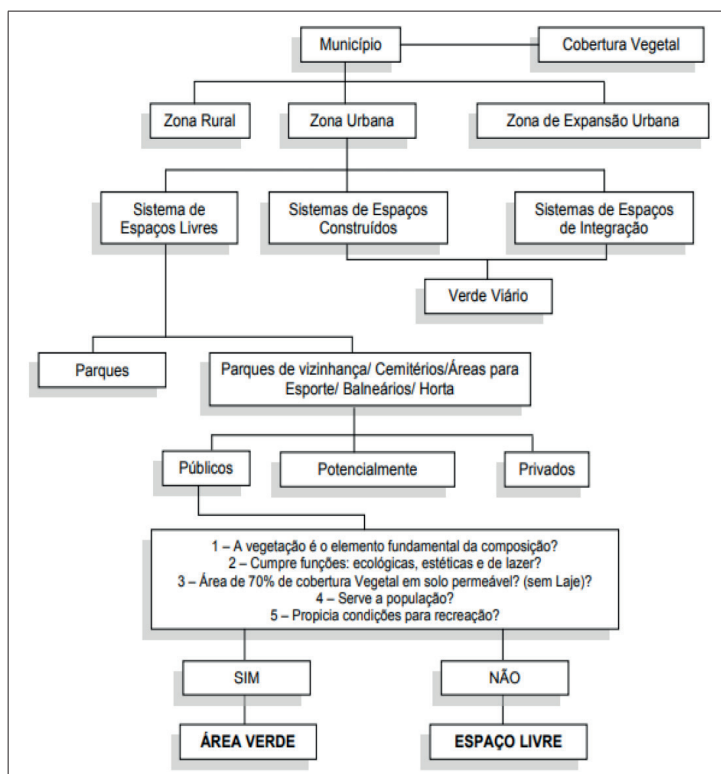 Município
Cobertura Vegetal
Zona Rural
Zona Urbana
Zona de Expansão Urbana
Sistema de
Espaços Livres
Sistemas de Espaços
Construídos
Sistemas de Espaços
de Integração
Verde Viário
Parques
Parques de vizinhança/ Cemitérios/Áreas para
Esporte/ Balneários/ Horta
Públicos
Potencialmente
Privados
1 – A vegetação é o elemento fundamental da composição?
2 – Cumpre funções: ecológicas, estéticas e de lazer?
3 – Área de 70% de cobertura Vegetal em solo permeável? (sem Laje)?
4 – Serve a população?
5 – Propicia condições para recreação?
SIM
NÃO
ÁREA VERDE
ESPAÇO LIVRE